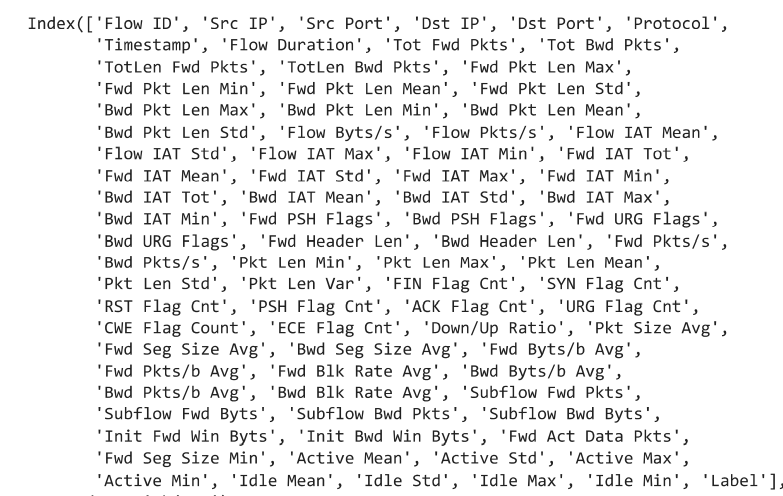 Index(['Flow ID', 'Src IP', 'Src Port', 'Dst IP', 'Dst Port', 'Protocol',
'Timestamp', 'Flow Duration', 'Tot Fwd Pkts', 'Tot Bwd Pkts',
'TotLen Fwd Pkts', 'TotLen Bwd Pkts', 'Fwd Pkt Len Max',
'Fwd Pkt Len Min', 'Fwd Pkt Len Mean', 'Fwd Pkt Len Std',
'Bwd Pkt Len Max', 'Bwd Pkt Len Min', 'Bwd Pkt Len Mean',
'Bwd Pkt Len Std', 'Flow Byts/s', 'Flow Pkts/s', 'Flow IAT Mean',
'Flow IAT Std', 'Flow IAT Max', 'Flow IAT Min', 'Fwd IAT Tot',
'Fwd IAT Mean', 'Fwd IAT Std', 'Fwd IAT Max', 'Fwd IAT Min',
'Bwd IAT Tot', 'Bwd IAT Mean', 'Bwd IAT Std', 'Bwd IAT Max',
'Bwd IAT Min', 'Fwd PSH Flags', 'Bwd PSH Flags', 'Fwd URG Flags',
'Bwd URG Flags', 'Fwd Header Len', 'Bwd Header Len', 'Fwd Pkts/s',
'Bwd Pkts/s', 'Pkt Len Min', 'Pkt Len Max', 'Pkt Len Mean',
'Pkt Len Std', 'Pkt Len Var', 'FIN Flag Cnt', 'SYN Flag Cnt',
'RST Flag Cnt', 'PSH Flag Cnt', 'ACK Flag Cnt', 'URG Flag Cnt',
'CWE Flag Count', 'ECE Flag Cnt', 'Down/Up Ratio', 'Pkt Size Avg',
'Fwd Seg Size Avg', 'Bwd Seg Size Avg', 'Fwd Byts/b Avg',
'Fwd Pkts/b Avg', 'Fwd Blk Rate Avg', 'Bwd Byts/b Avg',
'Bwd Pkts/b Avg', 'Bwd Blk Rate Avg', 'Subflow Fwd Pkts',
'Subflow Fwd Byts', 'Subflow Bwd Pkts', 'Subflow Bwd Byts',
'Init Fwd Win Byts', 'Init Bwd Win Byts', 'Fwd Act Data Pkts',
'Fwd Seg Size Min', 'Active Mean', 'Active Std', 'Active Max',
'Active Min', 'Idle Mean', 'Idle Std', 'Idle Max', 'Idle Min', 'Label'],